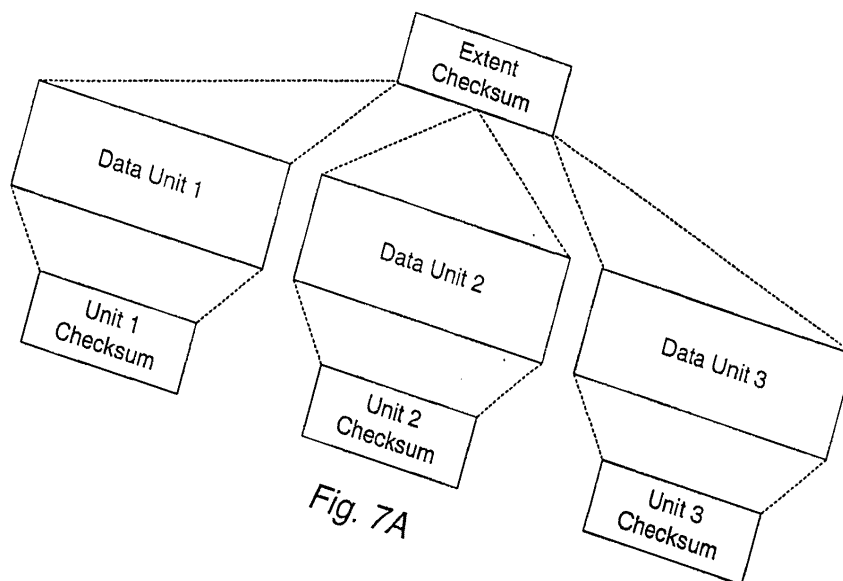 Extent
Checksum
Data Unit 1
Data Unit 2
Data Unit 3
Unit 1
Checksum
Unit 2
Checksum
Unit 3
Checksum
Fig. 7A